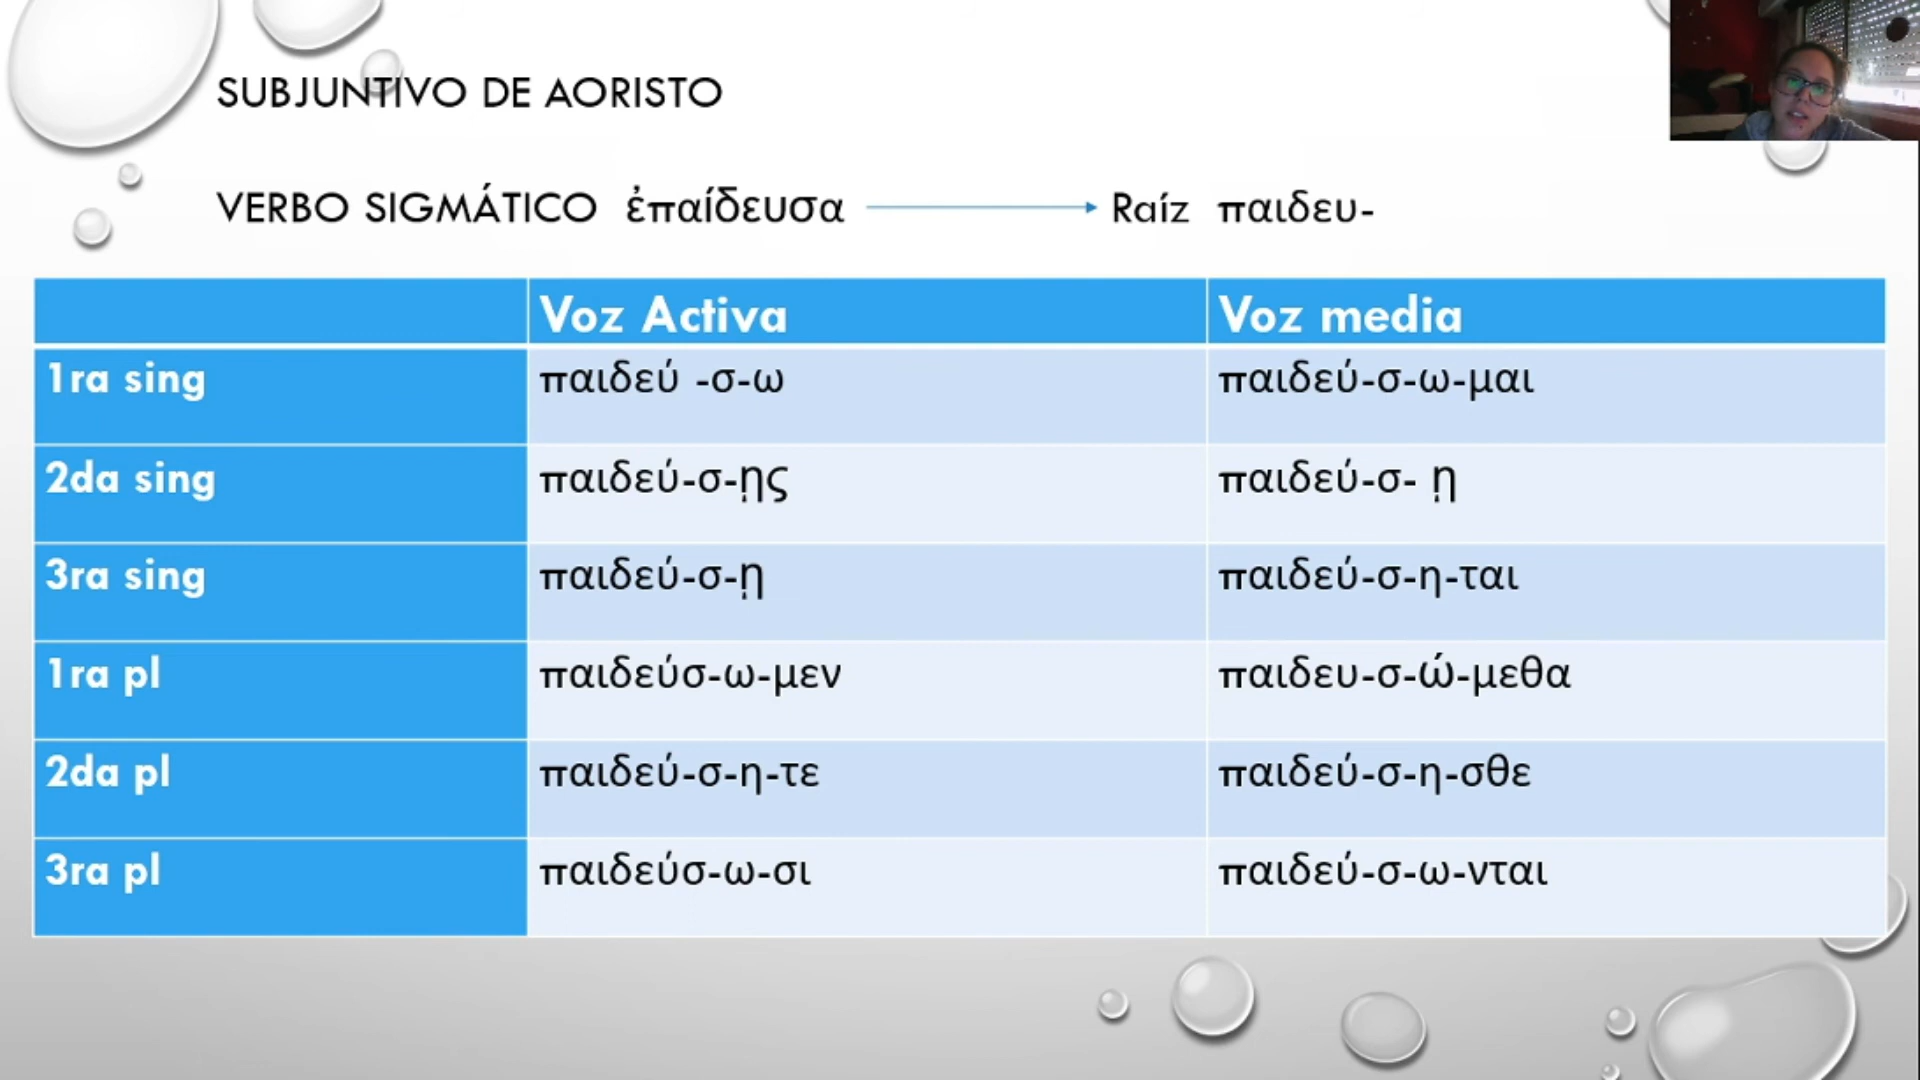 SUBJUNTIVO DE AORISTO
VERBO SIGMÁTICO ἐπαίδευσα Raíz παιδευ-
Voz Activa Voz media
1ra sing παιδεύ -σ-ω παιδεύ-σ-ω-μαι
2da sing παιδεύ-σ-ῃς παιδεύ-σ- ῃ
3ra sing παιδεύ-σ-ῃ παιδεύ-σ-η-ται
1ra pl παιδεύσ-ω-μεν παιδευ-σ-ώ-μεθα
2da pl παιδεύ-σ-η-τε παιδεύ-σ-η-σθε
3ra pl παιδεύσ-ω-σι παιδεύ-σ-ω-νται